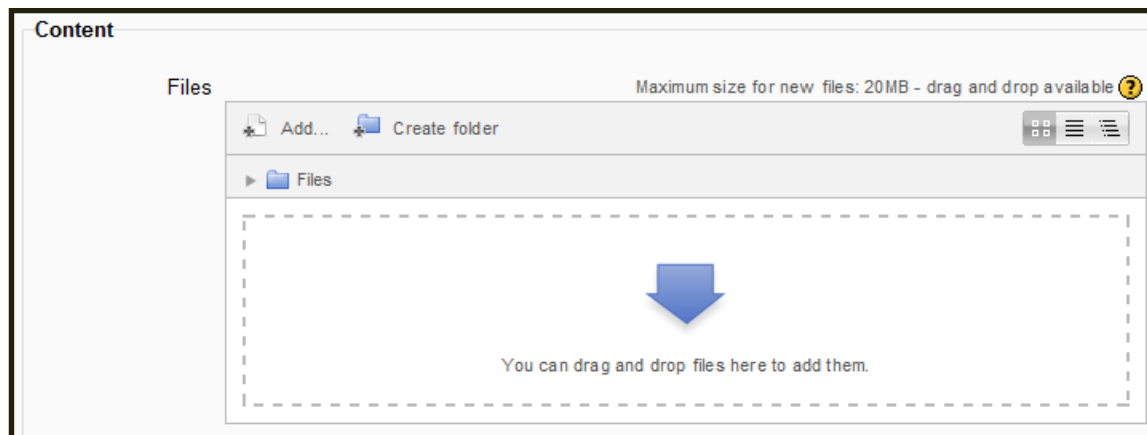 Content
Files
Maximum size for new files: 20MB - drag and drop available ?
Add... Create folder
Files
You can drag and drop files here to add them.